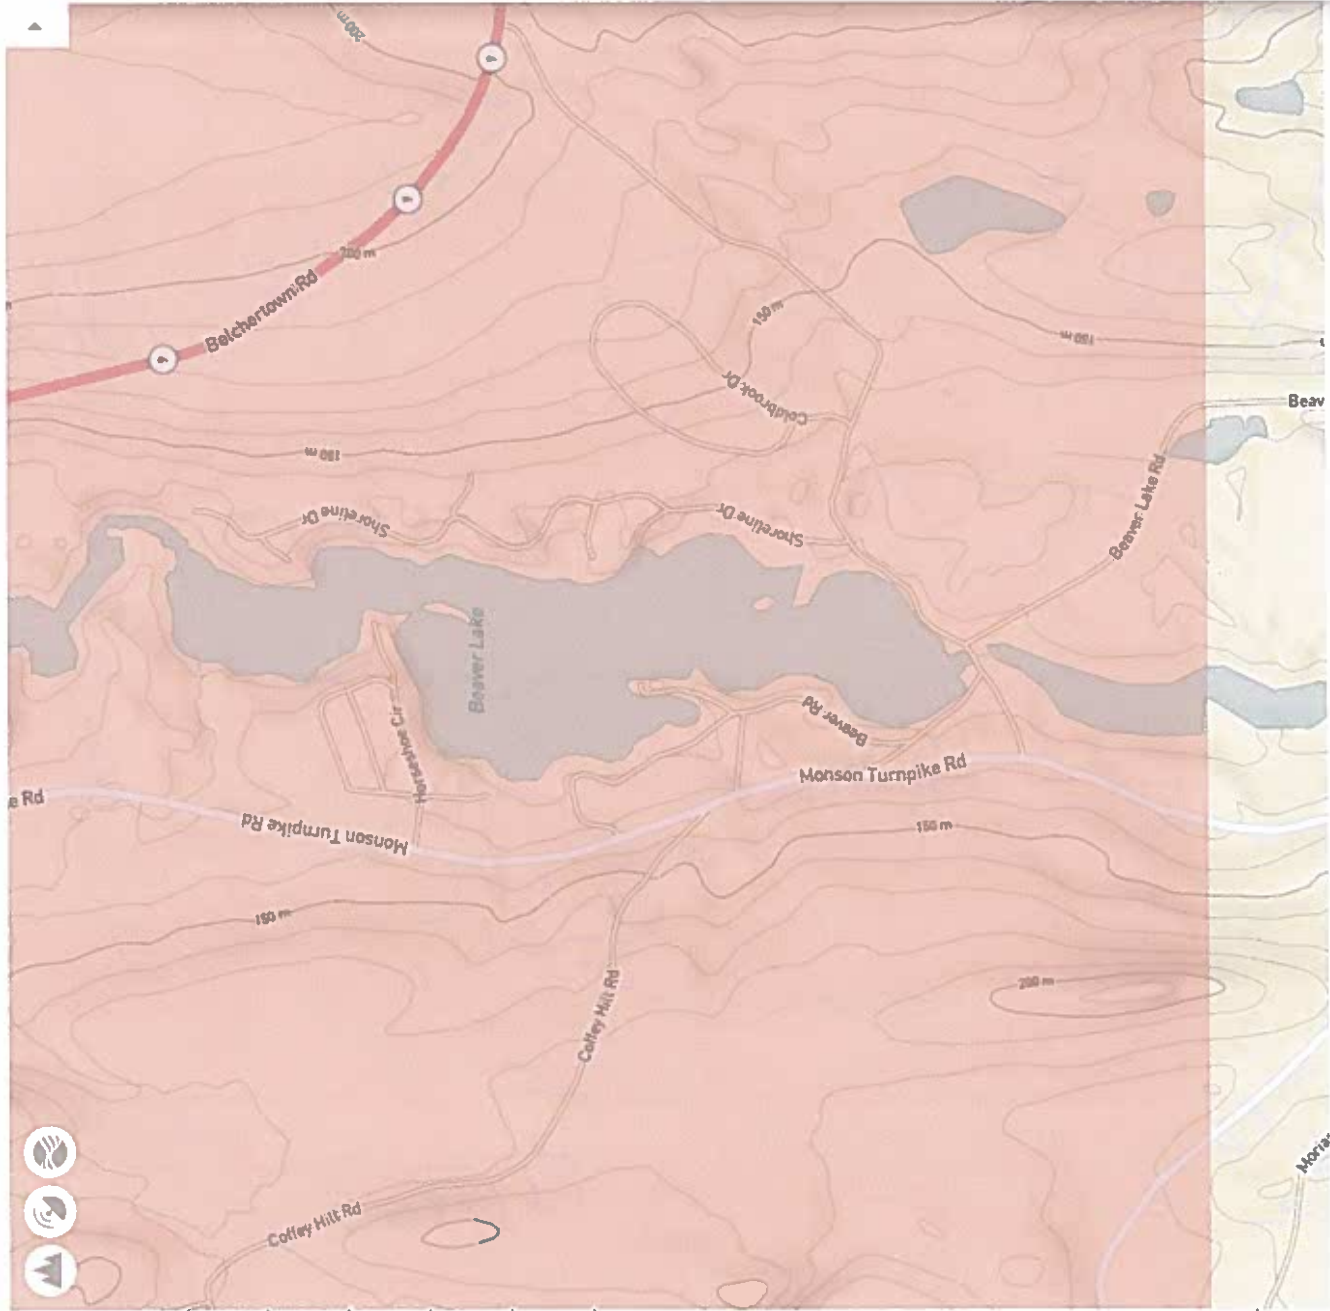 200 m
9
9
200 m
Belchertown Rd
9
150 m
150 m
Beav
Coldbrook Dr
150 m
Beaver Lake Rd
Shoreline Dr
Shoreline Dr
Beaver Lake
Beaver Rd
Horseshoe Cir
Monson Turnpike Rd
e Rd
Monson Turnpike Rd
150 m
150 m
200 m
Coffey Hill Rd
Moria
Coffey Hill Rd